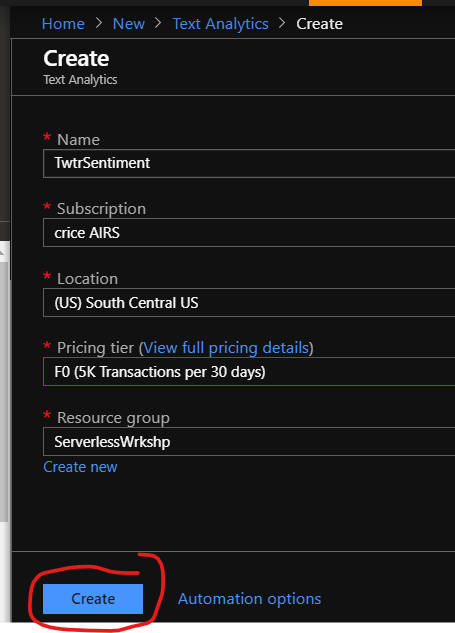 Home > New > Text Analytics > Create
Create
Text Analytics
* Name
TwtrSentiment
* Subscription
crice AIRS
* Location
(US) South Central US
* Pricing tier (View full pricing details)
F0 (5K Transactions per 30 days)
* Resource group
ServerlessWrkshp
Create new
Create Automation options